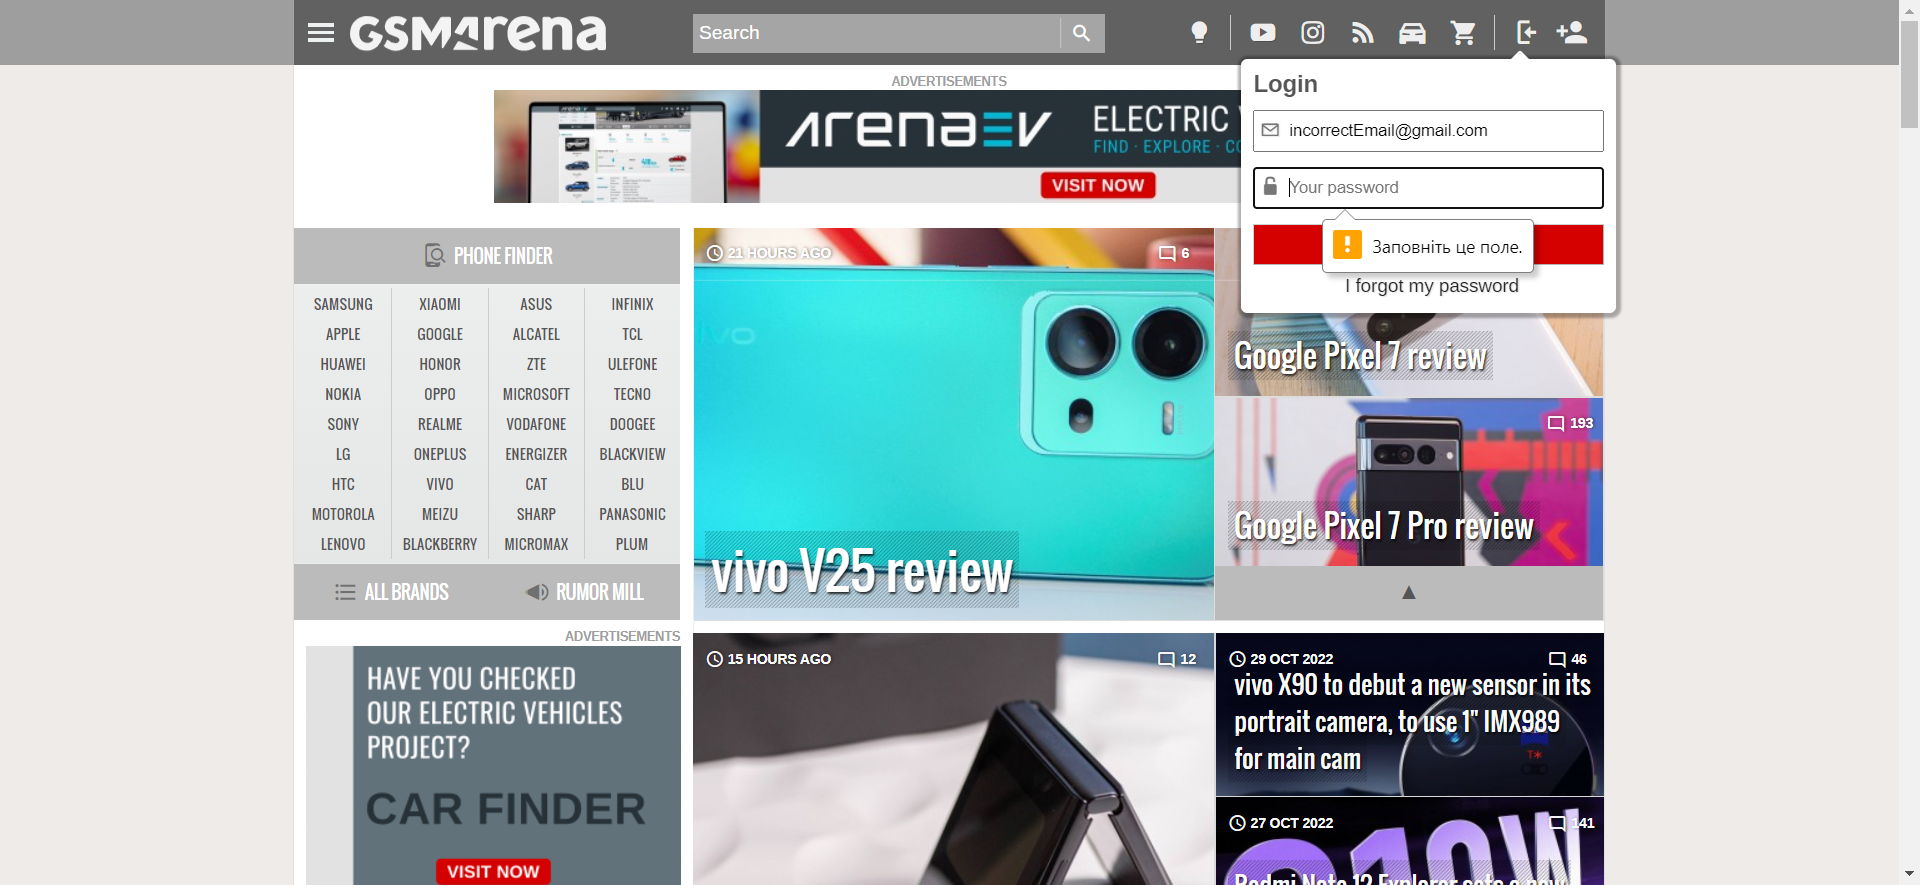 GSMArena
Search
Login
incorrectEmail@gmail.com
Your password
Заповніть це поле.
I forgot my password
ADVERTISEMENTS
arenaEV
ELECTRIC
FIND · EXPLORE
VISIT NOW
PHONE FINDER
SAMSUNG XIAOMI ASUS INFINIX
APPLE GOOGLE ALCATEL TCL
HUAWEI HONOR ZTE ULEFONE
NOKIA OPPO MICROSOFT TECNO
SONY REALME VODAFONE DOOGEE
LG ONEPLUS ENERGIZER BLACKVIEW
HTC VIVO CAT BLU
MOTOROLA MEIZU SHARP PANASONIC
LENOVO BLACKBERRY MICROMAX PLUM
ALL BRANDS RUMOR MILL
21 HOURS AGO 6
vivo V25 review
Google Pixel 7 review
193
Google Pixel 7 Pro review
ADVERTISEMENTS
HAVE YOU CHECKED
OUR ELECTRIC VEHICLES
PROJECT?
CAR FINDER
VISIT NOW
15 HOURS AGO 12
29 OCT 2022 46
vivo X90 to debut a new sensor in its
portrait camera, to use 1" IMX989
for main cam
27 OCT 2022 141
Redmi Note 12 Explorer sets a new